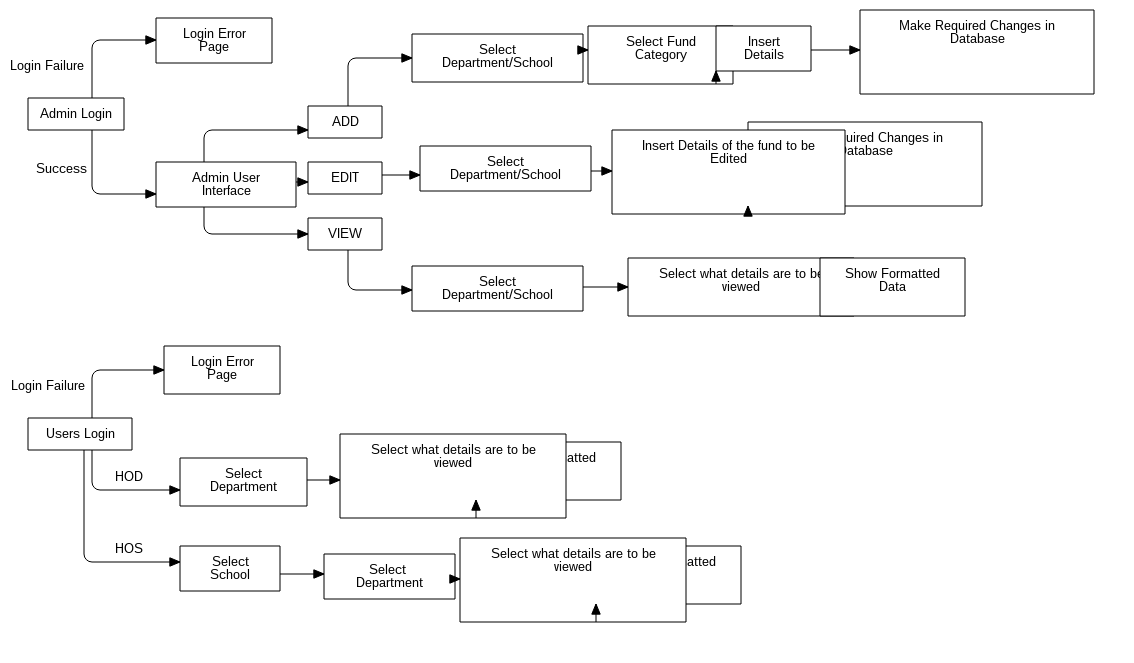 Login Error
Page
Login Failure
Admin Login
Success
Admin User
Interface
ADD
Select
Department/School
Select Fund
Category
Insert
Details
Make Required Changes in
Database
EDIT
Select
Department/School
Insert Details of the fund to be
Edited
Changes in
VIEW
Select
Department/School
Select what details are to be
viewed
Show Formatted
Data
Login Error
Page
Login Failure
Users Login
HOD
Select
Department
Select what details are to be
viewed
HOS
Select
School
Select
Department
Select what details are to be
viewed